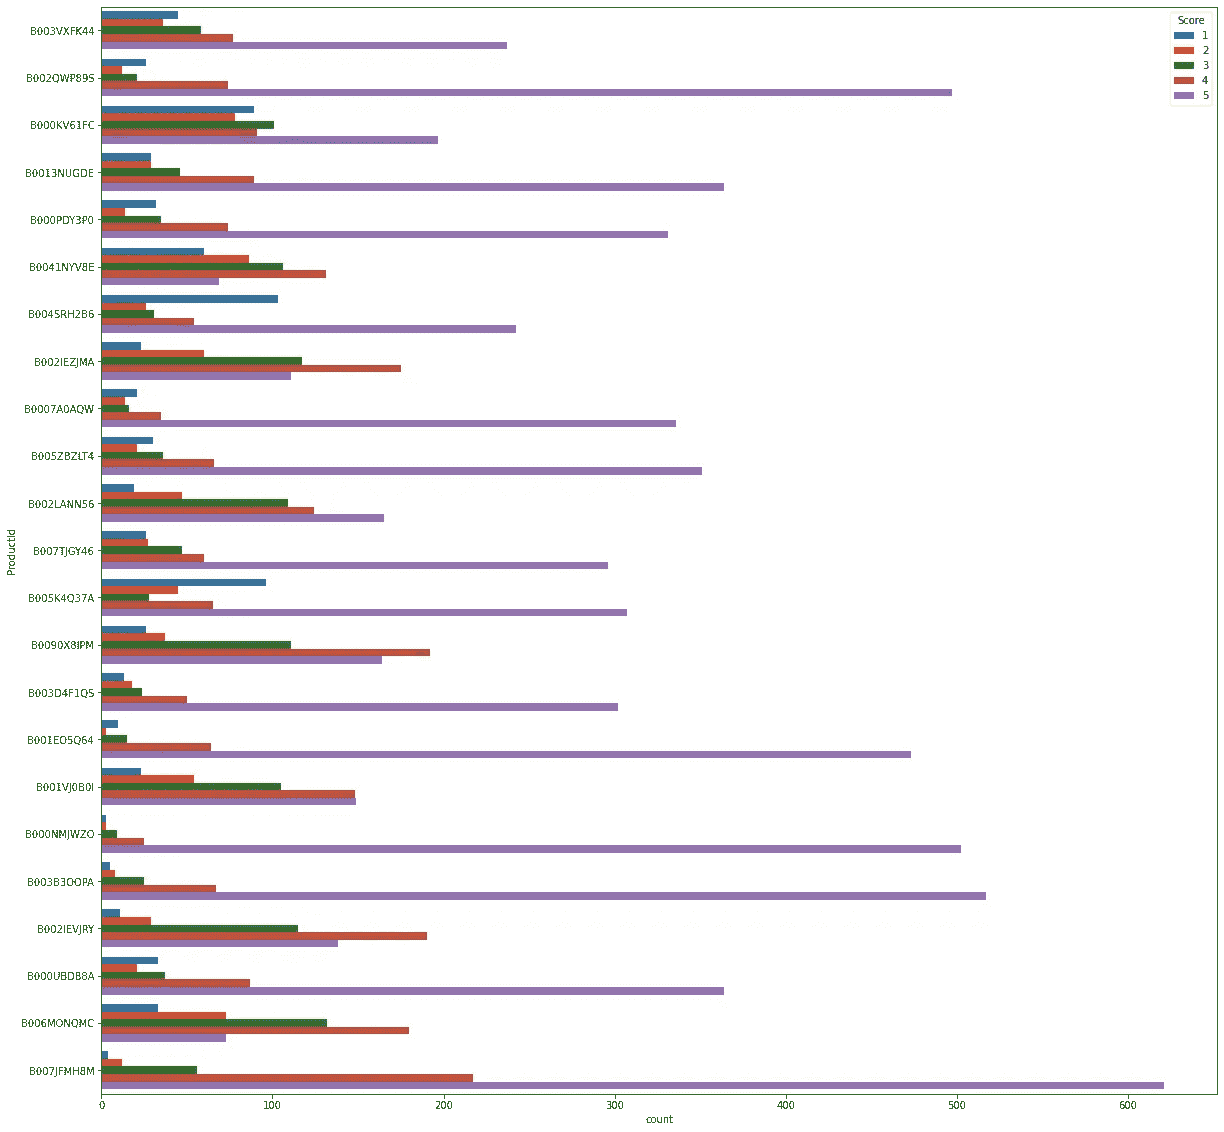 Score
1
2
3
4
5
B003VXFK44
B002QWP89S
B000KV61FC
B0013NUGDE
B000PDY3P0
B0041NYV8E
B004SRH2B6
B002IEZJMA
B0007A0AQW
B005ZBZLT4
B002LANN56
B007TJGY46
B005K4Q37A
B0090X8IPM
B003D4F1QS
B001EO5Q64
B001VJ0B0I
B000NMJWZO
B003B3OOPA
B002IEVJRY
B000UBDB8A
B006MONQMC
B007JFMH8M
ProductId
0 100 200 300 400 500 600
count